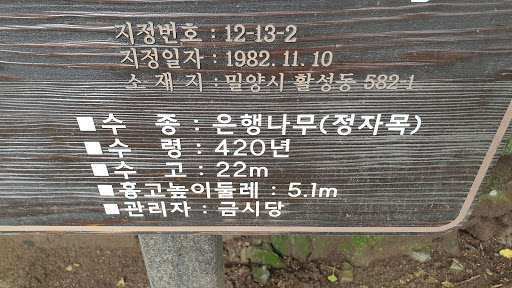 지정번호 : 12-13-2
지정일자 : 1982.11.10
소 재 지 : 밀양시 활성동 582-1
■수 종 : 은행나무(정자목)
■수 령 : 420년
■수 고 : 22m
■흉고높이둘레 : 5.1m
■관리자 : 금시당